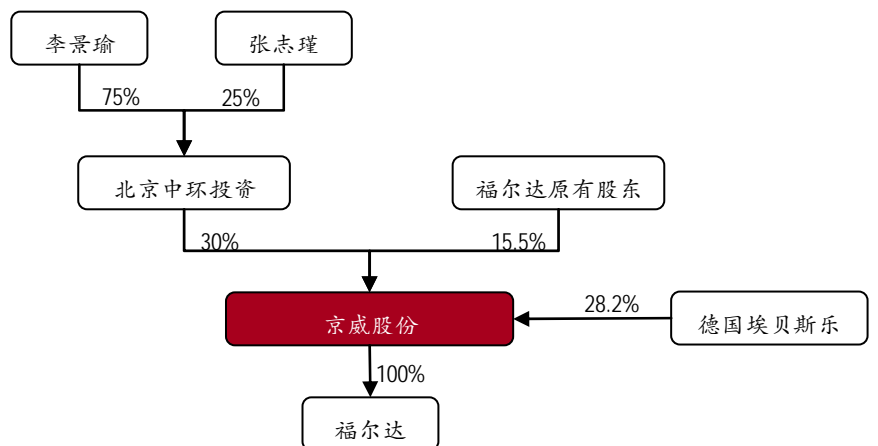 李景瑜
张志瑾
75%
25%
北京中环投资
福尔达原有股东
30%
15.5%
京威股份
28.2%
德国埃贝斯乐
100%
福尔达